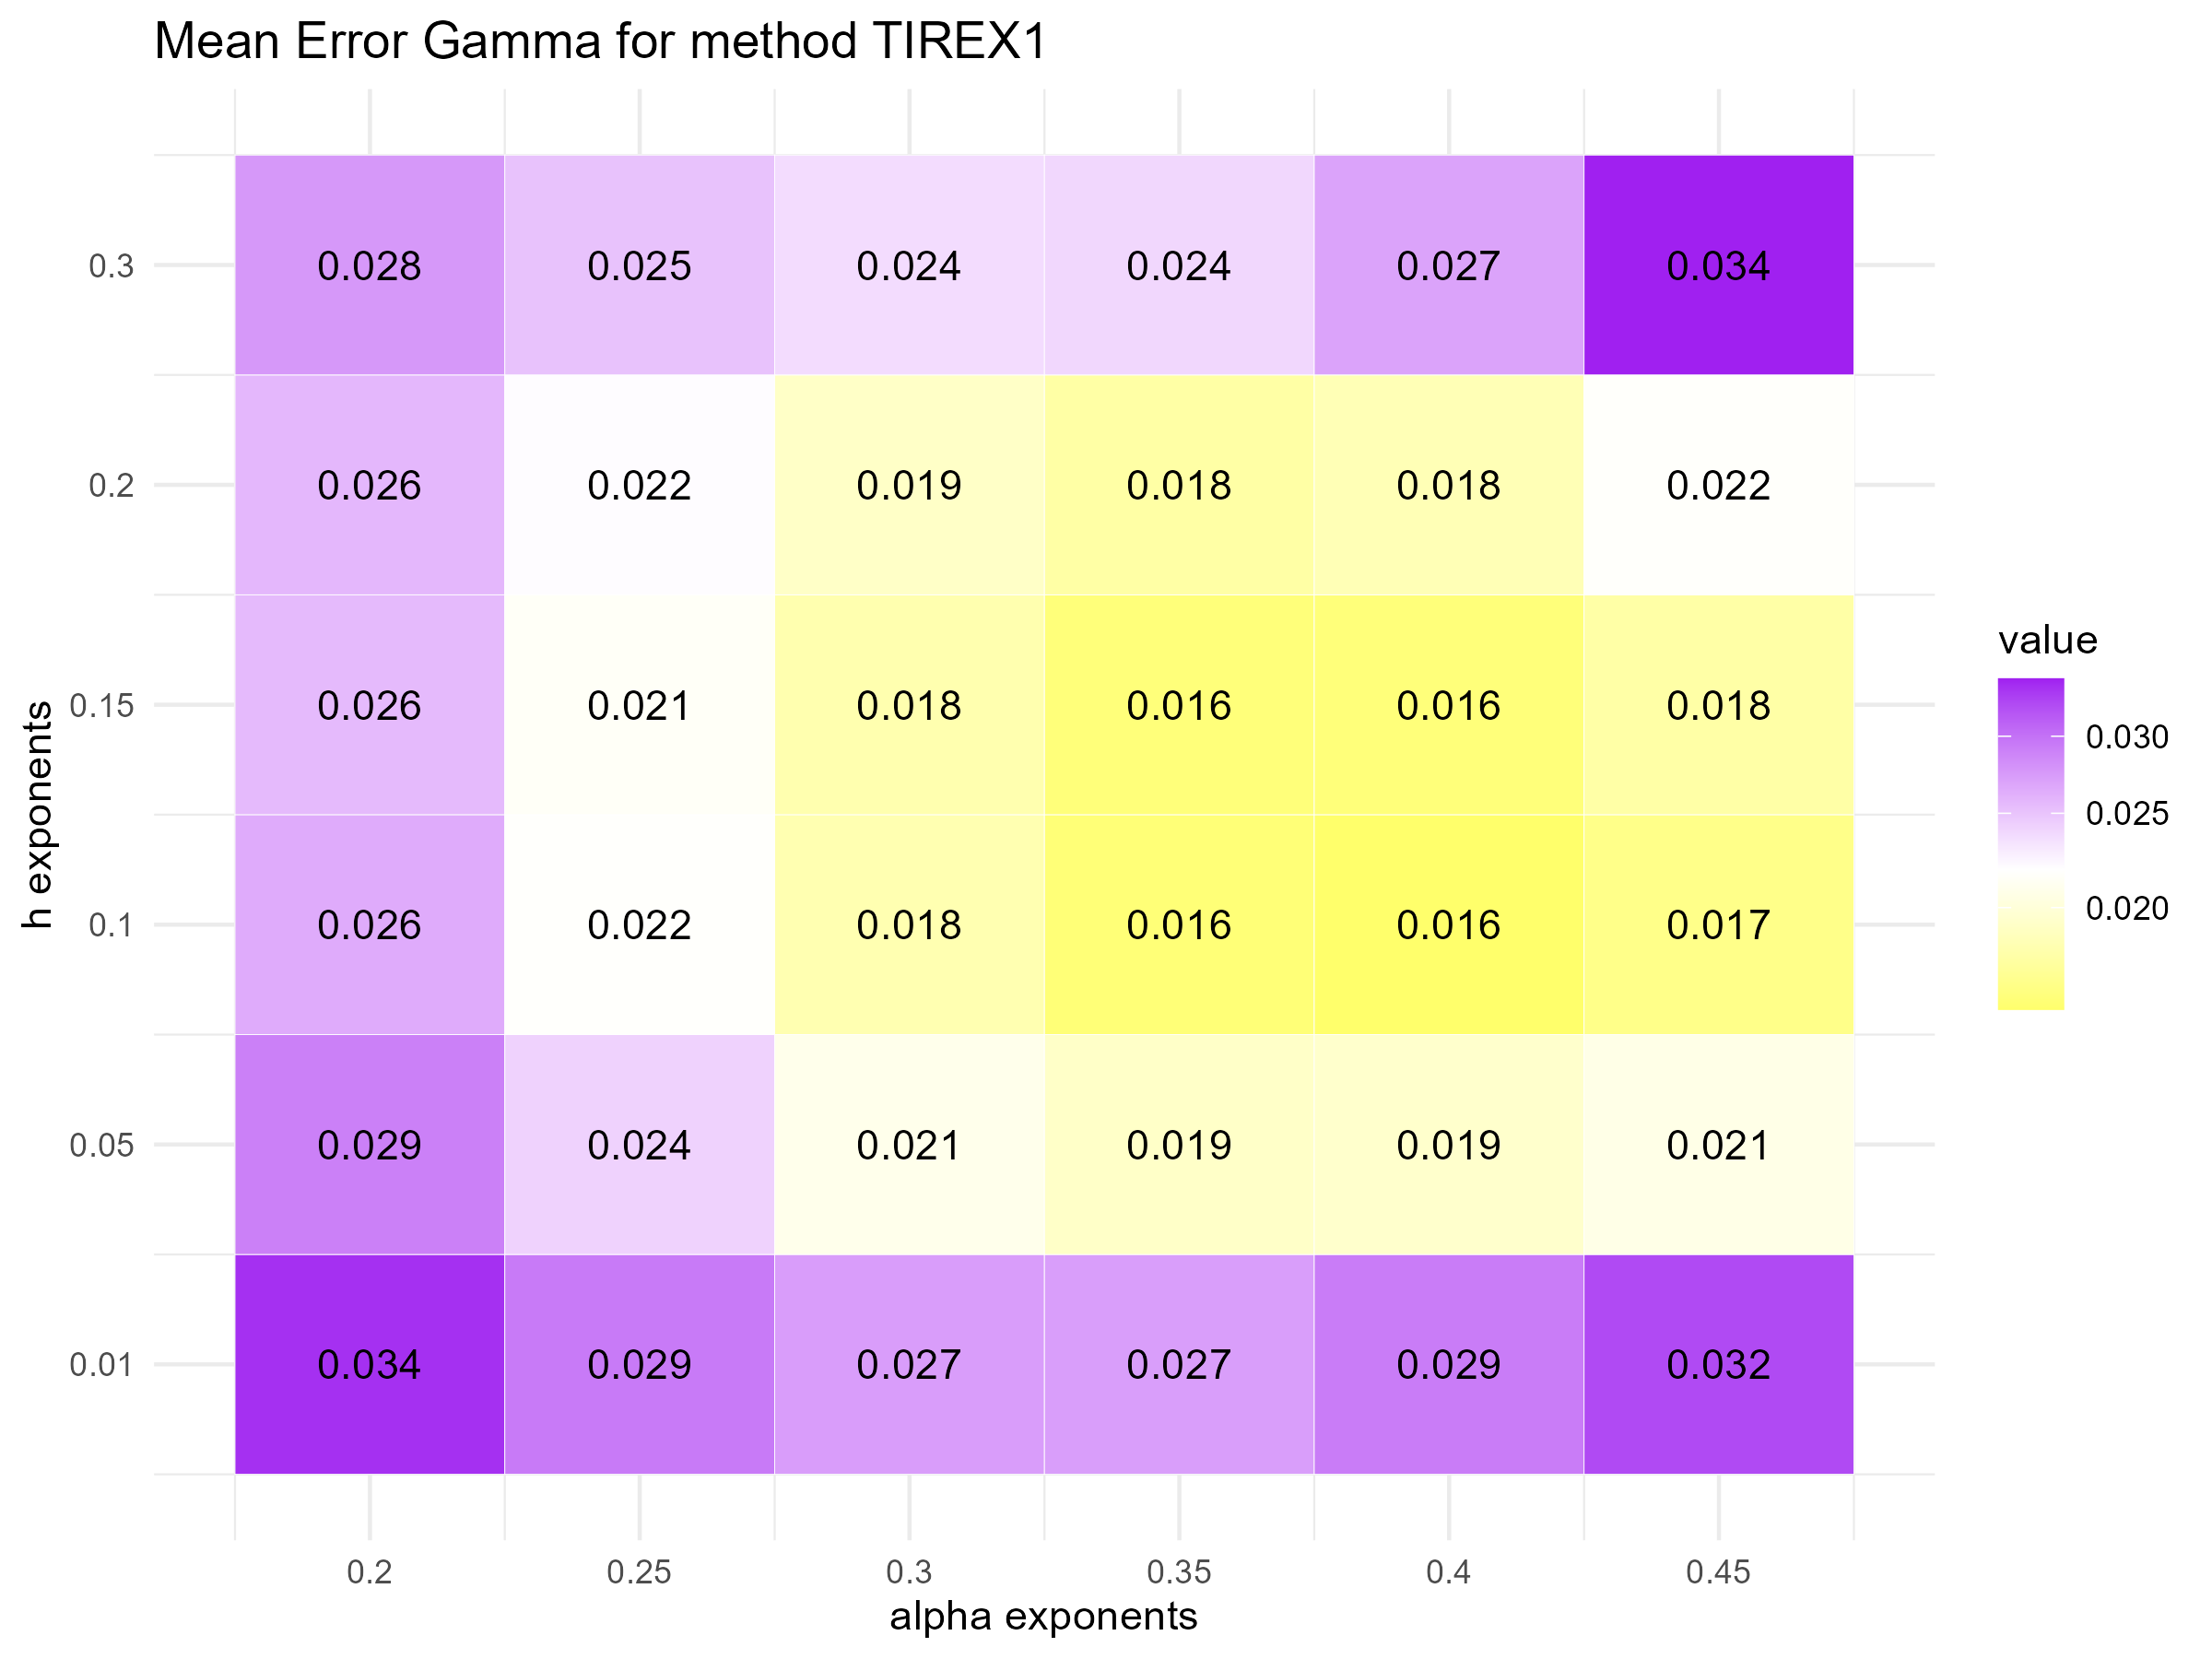 Mean Error Gamma for method TIREX1
h exponents
0.3 0.028 0.025 0.024 0.024 0.027 0.034
0.2 0.026 0.022 0.019 0.018 0.018 0.022
0.15 0.026 0.021 0.018 0.016 0.016 0.018
0.1 0.026 0.022 0.018 0.016 0.016 0.017
0.05 0.029 0.024 0.021 0.019 0.019 0.021
0.01 0.034 0.029 0.027 0.027 0.029 0.032
0.2 0.25 0.3 0.35 0.4 0.45
alpha exponents
value
0.030
0.025
0.020